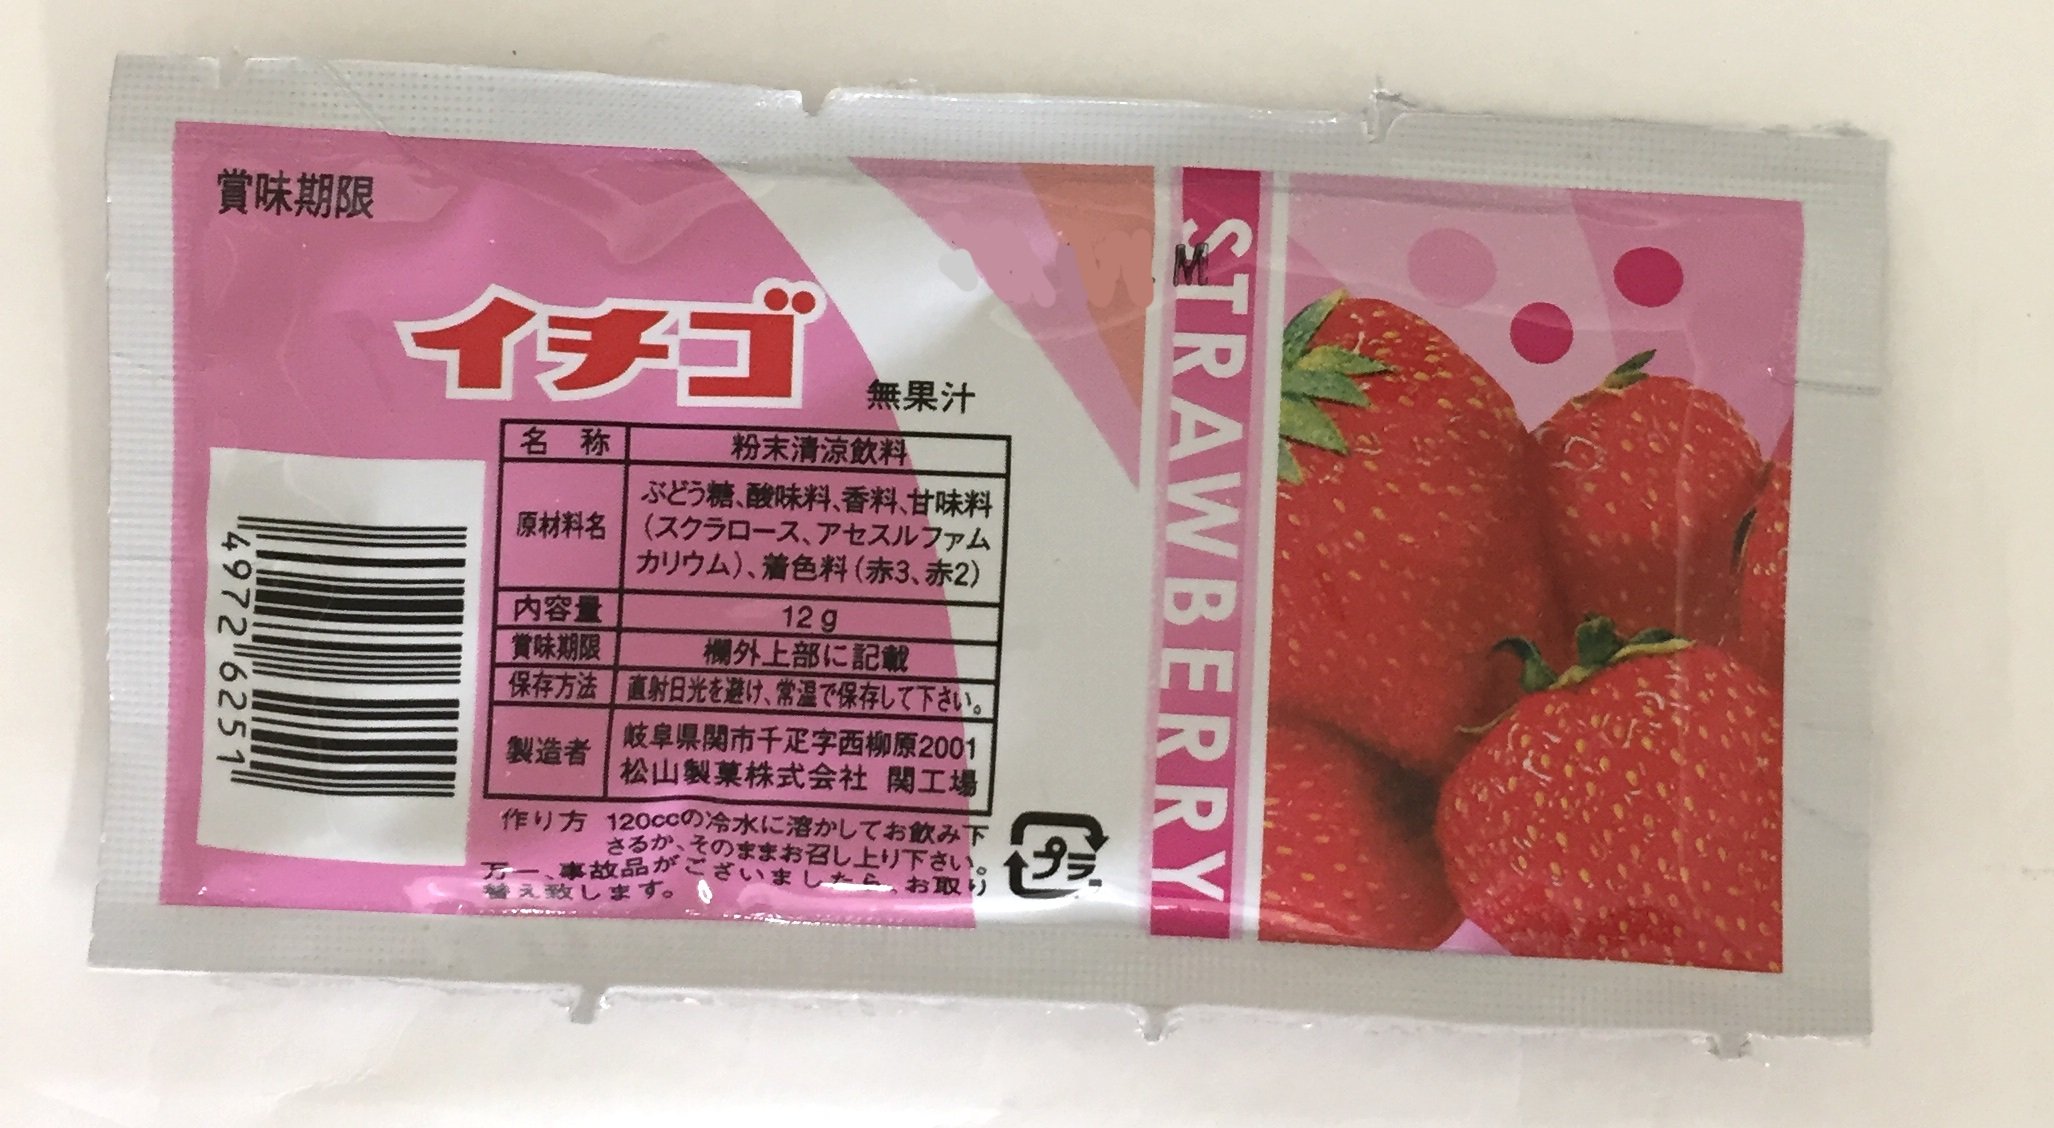 賞味期限
イチゴ
無果汁
名 称 粉末清涼飲料
原材料名 ぶどう糖、酸味料、香料、甘味料
(スクラロース、アセスルファム
カリウム)、着色料(赤3、赤2)
内容量 12g
賞味期限 欄外上部に記載
保存方法 直射日光を避け、常温で保存して下さい。
製造者 岐阜県関市千疋字西柳原2001
松山製菓株式会社 関工場
作り方 120ccの冷水に溶かしてお飲み下
さるか、そのままお召し上り下さい。
万一、事故品がございましたら、お取り
替え致します。
プラ
49726251
M
STRAWBERRY